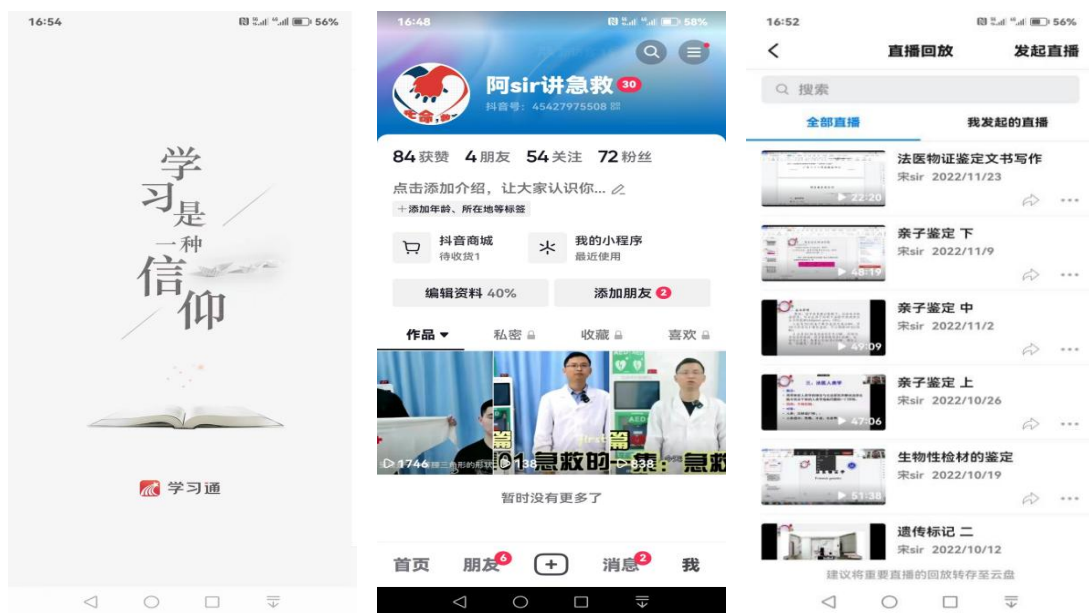 16:54
56%
学
习
是
一种
信
仰
学习通
16:48
58%
阿sir讲急救 30
抖音号：45427975508
84获赞 4朋友 54关注 72粉丝
点击添加介绍，让大家认识你...
+添加年龄、所在地等标签
抖音商城
待收货1
我的小程序
最近使用
编辑资料 40%
添加朋友 2
作品 私密 收藏 喜欢
1746
138
838
暂时没有更多了
首页 朋友 6 消息 2 我
16:52
56%
直播回放 发起直播
搜索
全部直播 我发起的直播
法医物证鉴定文书写作
宋sir 2022/11/23
22:20
亲子鉴定 下
宋sir 2022/11/9
48:19
亲子鉴定 中
宋sir 2022/11/2
49:09
亲子鉴定 上
宋sir 2022/10/26
47:06
生物性检材的鉴定
宋sir 2022/10/19
51:38
遗传标记 二
宋sir 2022/10/12
建议将重要直播的回放转存至云盘